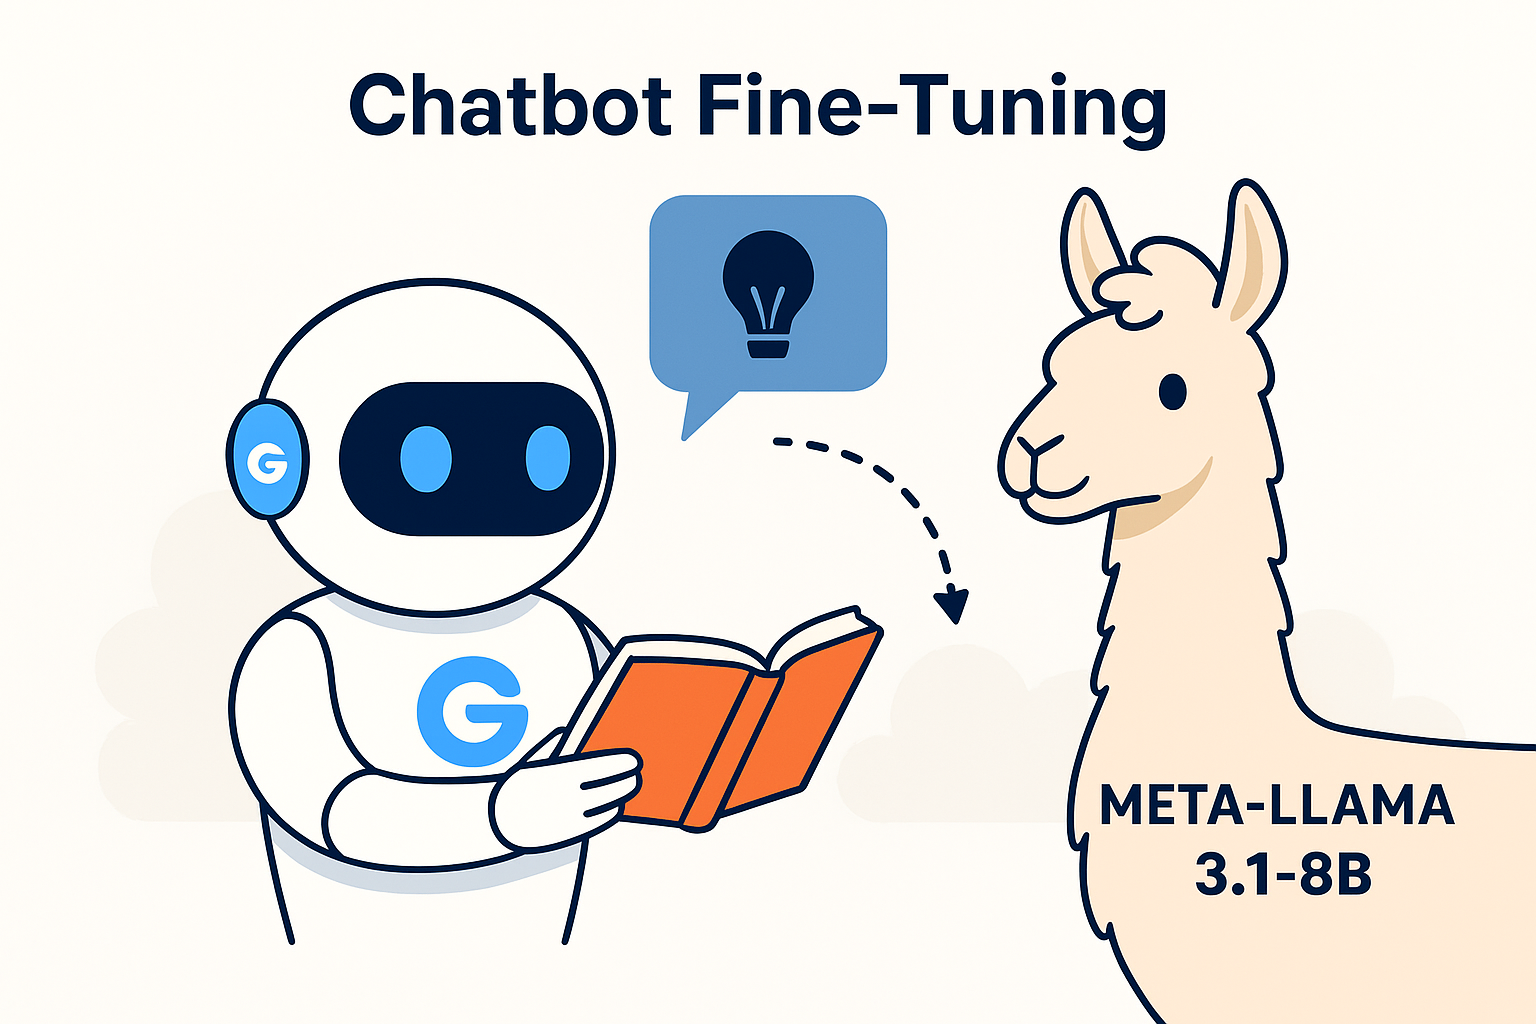 Chatbot Fine-Tuning
G
G
META-LLAMA
3.1-8B